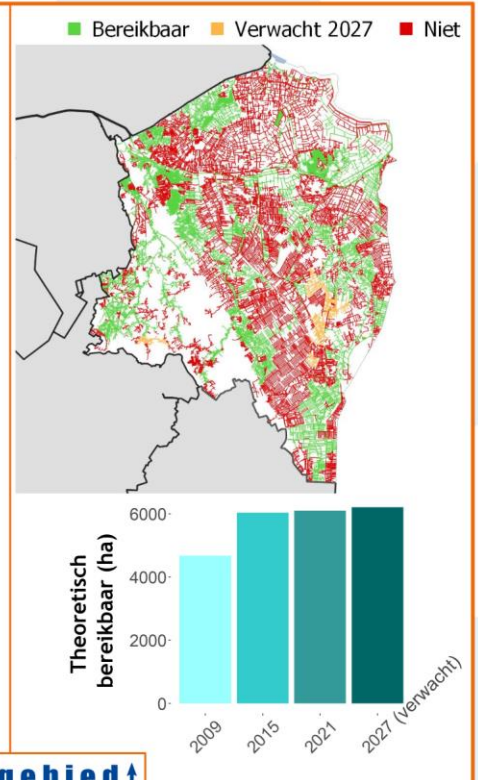 Bereikbaar Verwacht 2027 Niet
Theoretisch
bereikbaar (ha)
6000
4000
2000
0
2009
2015
2021
2027 (verwacht)
gebied